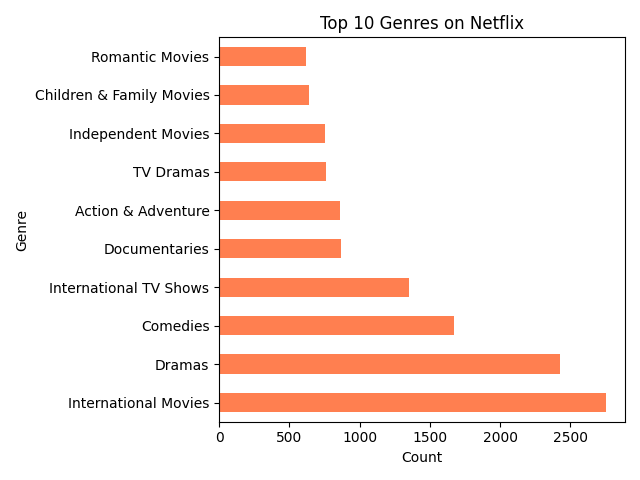 Top 10 Genres on Netflix
Genre
Romantic Movies
Children & Family Movies
Independent Movies
TV Dramas
Action & Adventure
Documentaries
International TV Shows
Comedies
Dramas
International Movies
0 500 1000 1500 2000 2500
Count